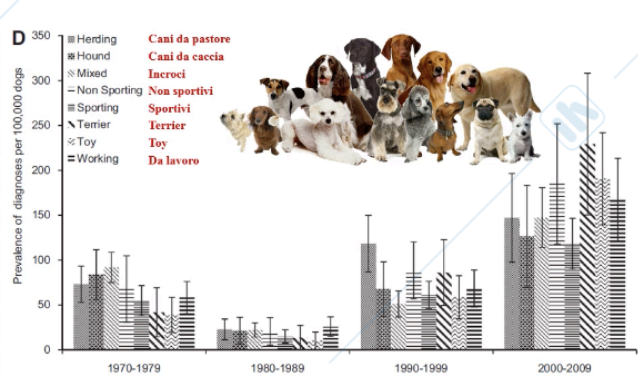 D
Prevalence of diagnoses per 100,000 dogs
350
300
250
200
150
100
50
0
Herding Cani da pastore
Hound Cani da caccia
Mixed Incroci
Non Sporting Non sportivi
Sporting Sportivi
Terrier Terrier
Toy Toy
Working Da lavoro
1970-1979 1980-1989 1990-1999 2000-2009